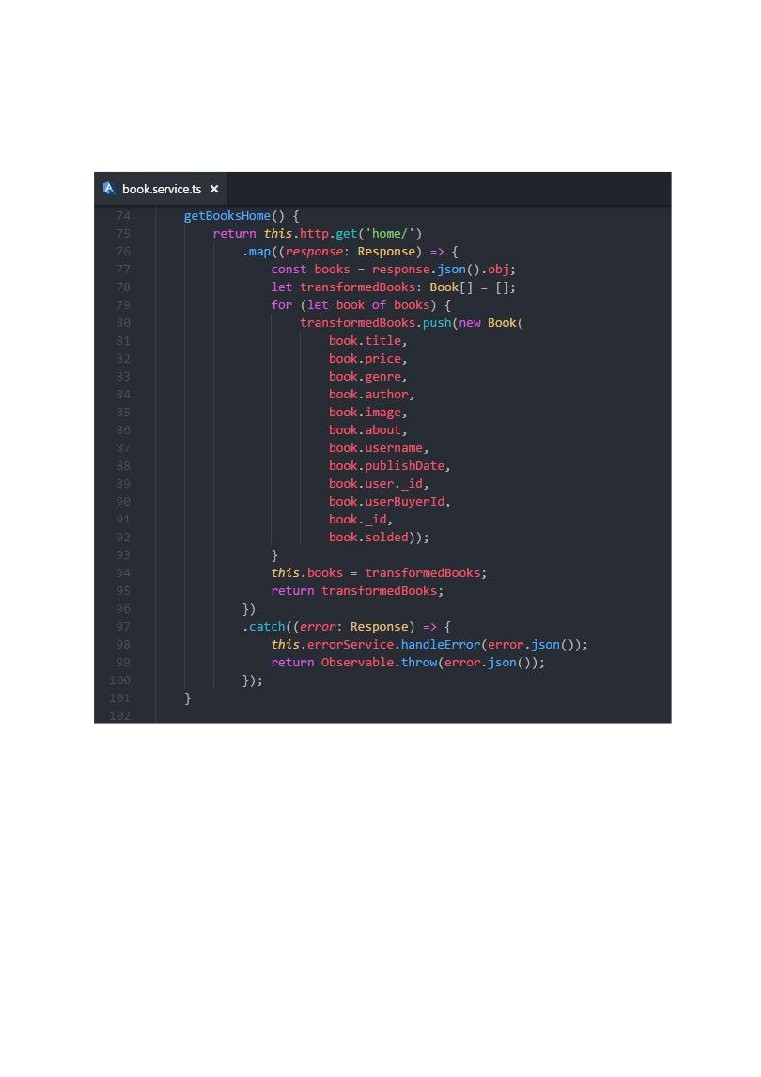 book.service.ts ×
74 getBooksHome() {
75 return this.http.get('home/')
76 .map((response: Response) => {
77 const books = response.json().obj;
78 let transformedBooks: Book[] = [];
79 for (let book of books) {
80 transformedBooks.push(new Book(
81 book.title,
82 book.price,
83 book.genre,
84 book.author,
85 book.image,
86 book.about,
87 book.username,
88 book.publishDate,
89 book.user._id,
90 book.userBuyerId,
91 book._id,
92 book.solded));
93 }
94 this.books = transformedBooks;
95 return transformedBooks;
96 })
97 .catch((error: Response) => {
98 this.errorService.handleError(error.json());
99 return Observable.throw(error.json());
100 });
101 }
102